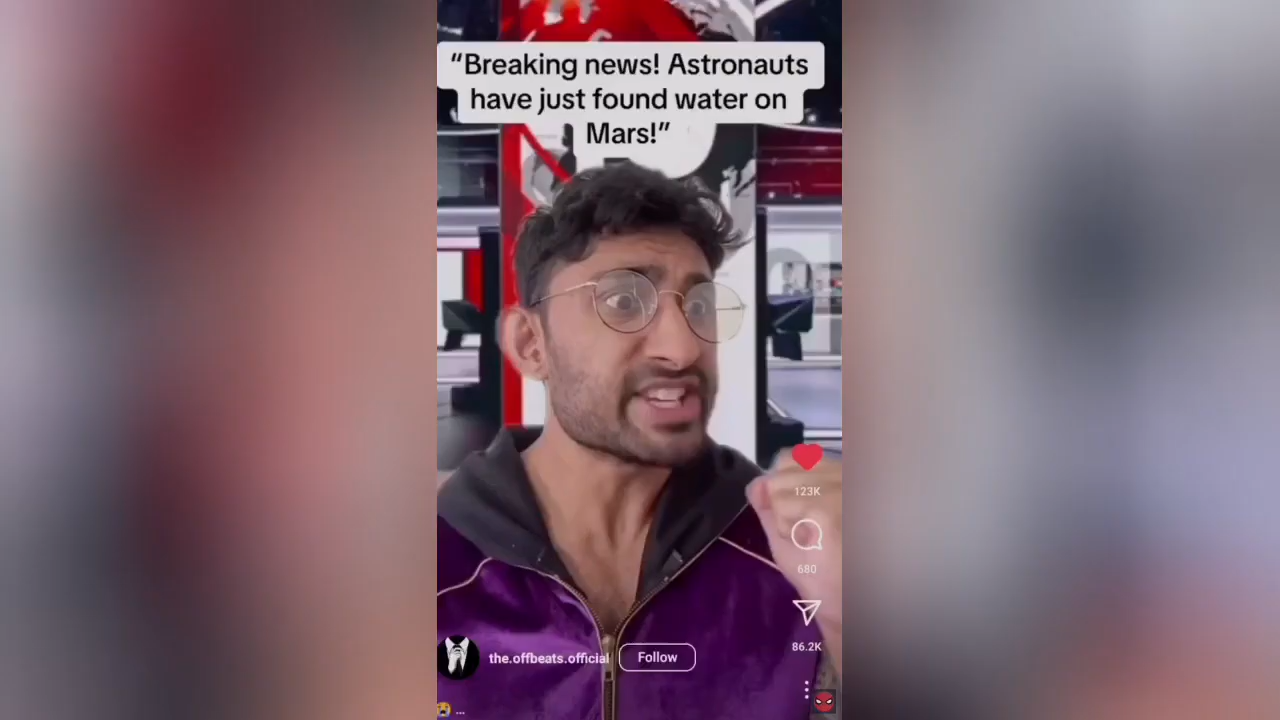 “Breaking news! Astronauts
have just found water on
Mars!”
123K
680
86.2K
the.offbeats.official
Follow
...